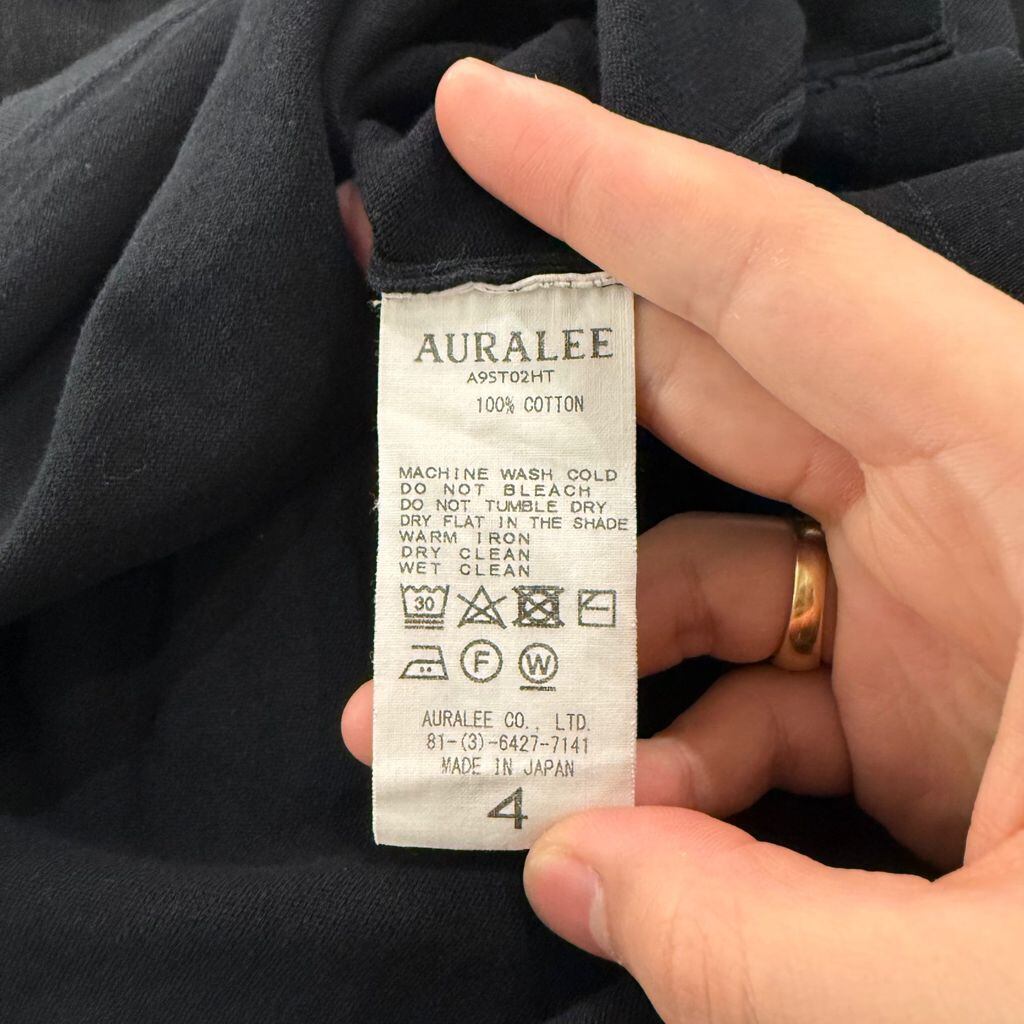 AURALEE
A9ST02HT
100% COTTON
MACHINE WASH COLD
DO NOT BLEACH
DO NOT TUMBLE DRY
DRY FLAT IN THE SHADE
WARM IRON
DRY CLEAN
WET CLEAN
30
F W
AURALEE CO., LTD.
81-(3)-6427-7141
MADE IN JAPAN
4